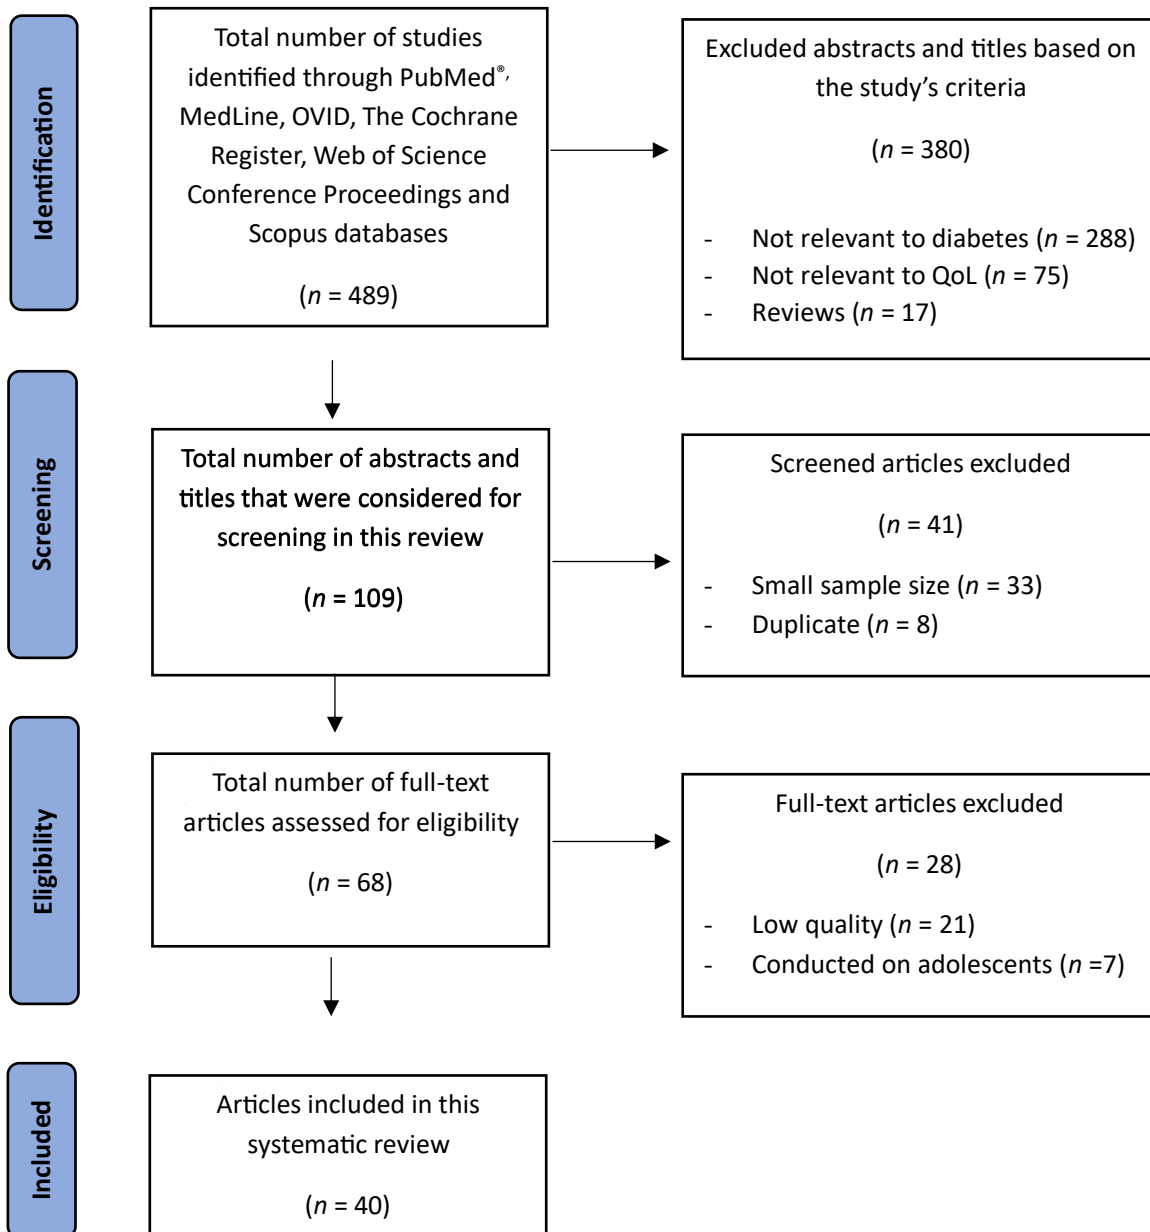 Identification
Total number of studies
identified through PubMed®,
MedLine, OVID, The Cochrane
Register, Web of Science
Conference Proceedings and
Scopus databases
(n = 489)
Excluded abstracts and titles based on
the study’s criteria
(n = 380)
- Not relevant to diabetes (n = 288)
- Not relevant to QoL (n = 75)
- Reviews (n = 17)
Screening
Total number of abstracts and
titles that were considered for
screening in this review
(n = 109)
Screened articles excluded
(n = 41)
- Small sample size (n = 33)
- Duplicate (n = 8)
Eligibility
Total number of full-text
articles assessed for eligibility
(n = 68)
Full-text articles excluded
(n = 28)
- Low quality (n = 21)
- Conducted on adolescents (n =7)
Included
Articles included in this
systematic review
(n = 40)